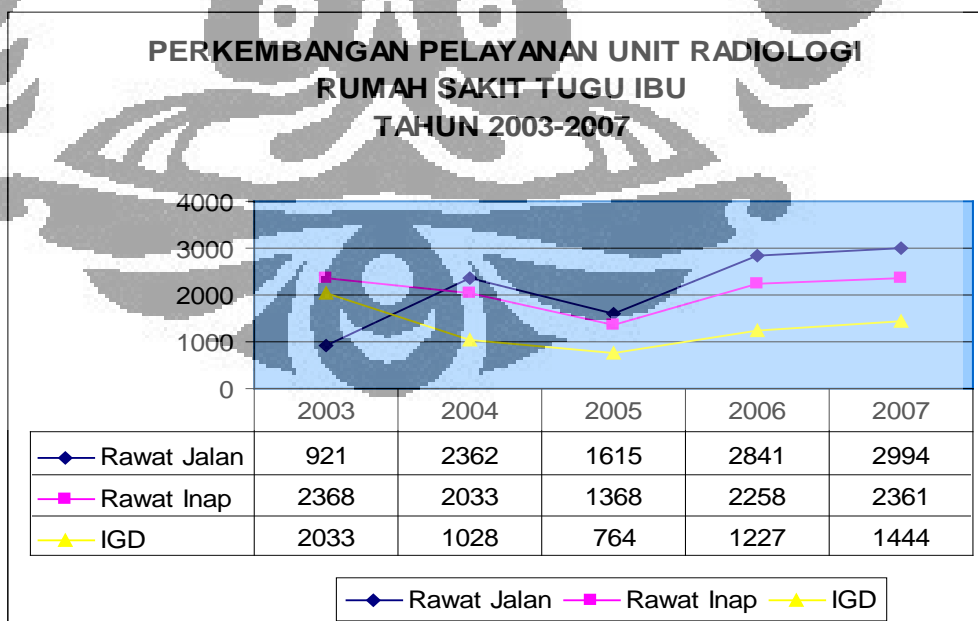 PERKEMBANGAN PELAYANAN UNIT RADIOLOGI
RUMAH SAKIT TUGU IBU
TAHUN 2003-2007
4000
3000
2000
1000
0
2003 2004 2005 2006 2007
Rawat Jalan 921 2362 1615 2841 2994
Rawat Inap 2368 2033 1368 2258 2361
IGD 2033 1028 764 1227 1444
Rawat Jalan Rawat Inap IGD